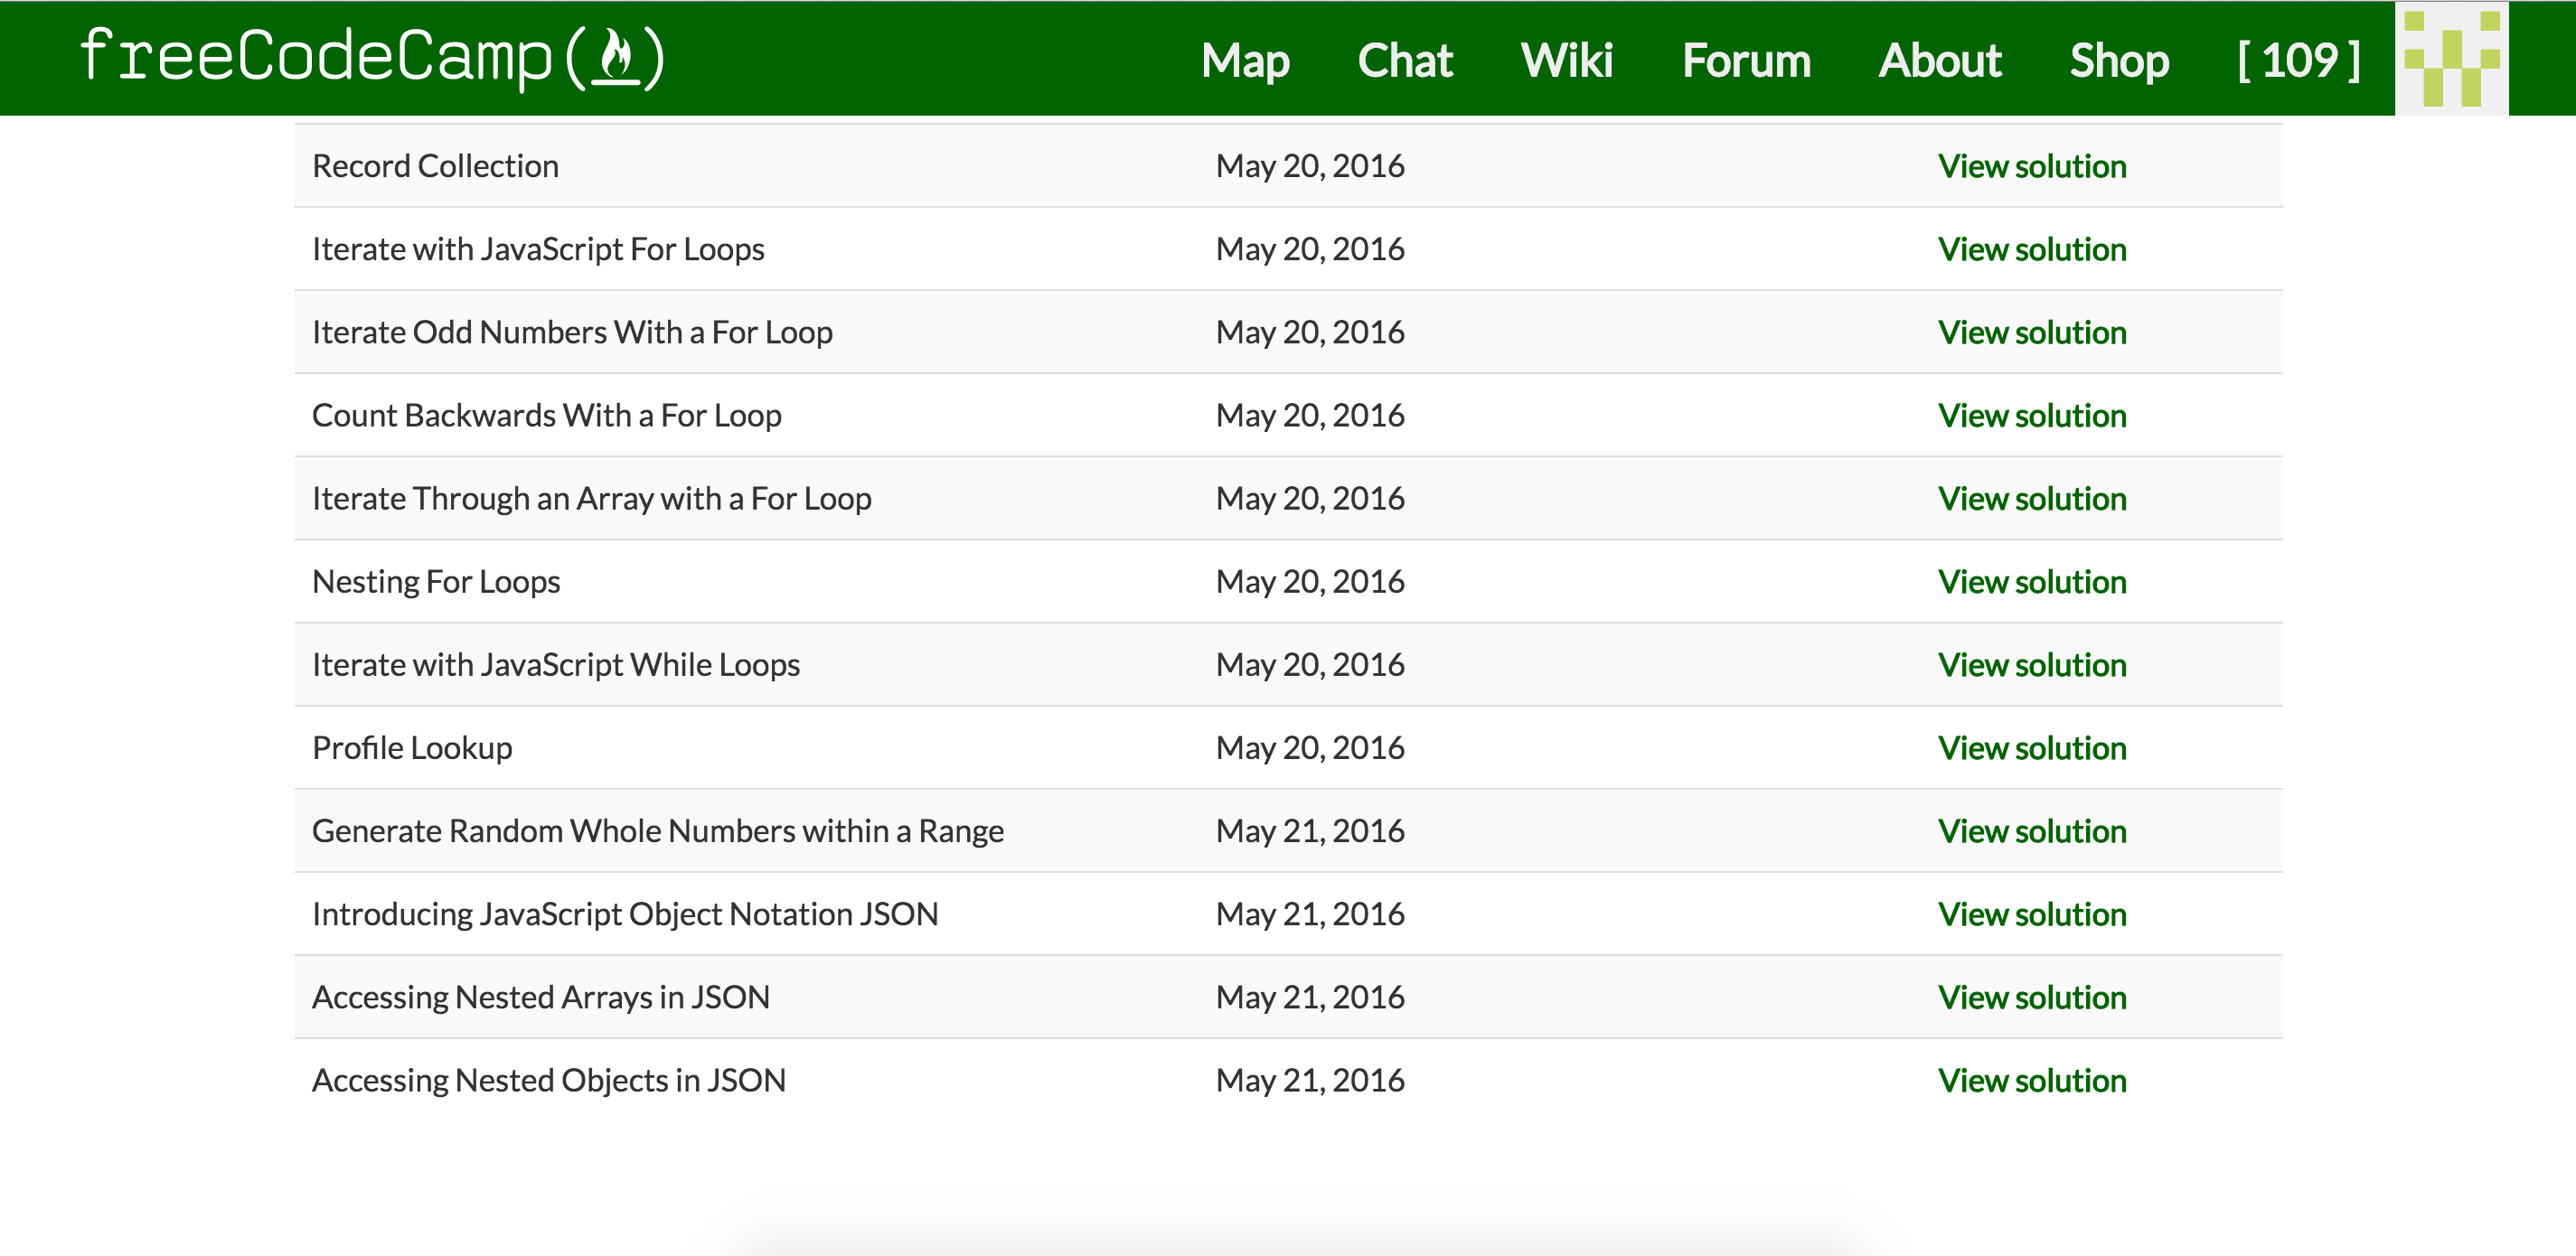 freeCodeCamp( ) Map Chat Wiki Forum About Shop [ 109 ]
Record Collection May 20, 2016 View solution
Iterate with JavaScript For Loops May 20, 2016 View solution
Iterate Odd Numbers With a For Loop May 20, 2016 View solution
Count Backwards With a For Loop May 20, 2016 View solution
Iterate Through an Array with a For Loop May 20, 2016 View solution
Nesting For Loops May 20, 2016 View solution
Iterate with JavaScript While Loops May 20, 2016 View solution
Profile Lookup May 20, 2016 View solution
Generate Random Whole Numbers within a Range May 21, 2016 View solution
Introducing JavaScript Object Notation JSON May 21, 2016 View solution
Accessing Nested Arrays in JSON May 21, 2016 View solution
Accessing Nested Objects in JSON May 21, 2016 View solution